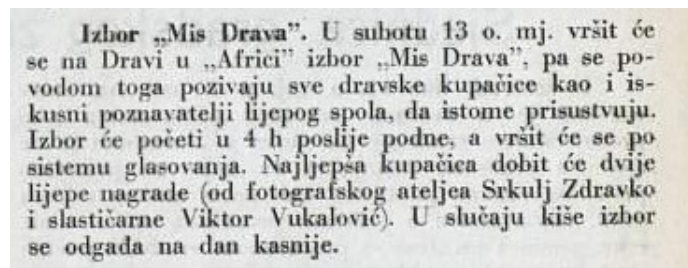 Izbor „Mis Drava”. U subotu 13 o. mj. vršit će
se na Dravi u „Africi” izbor „Mis Drava”, pa se po-
vodom toga pozivaju sve dravske kupačice kao i is-
kusni poznavatelji lijepog spola, da istome prisustvuju.
Izbor će početi u 4 h poslije podne, a vršit će se po
sistemu glasovanja. Najljepša kupačica dobit će dvije
lijepe nagrade (od fotografskog ateljea Srkulj Zdravko
i slastičarne Viktor Vukalović). U slučaju kiše izbor
se odgađa na dan kasnije.